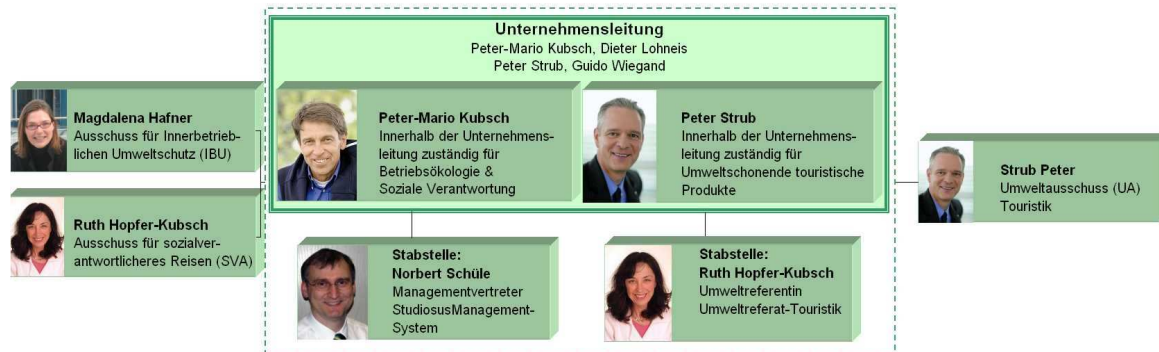 Unternehmensleitung
Peter-Mario Kubsch, Dieter Lohneis
Peter Strub, Guido Wiegand
Magdalena Hafner
Ausschuss für Innerbetrieb-
lichen Umweltschutz (IBU)
Ruth Hopfer-Kubsch
Ausschuss für sozialver-
antwortlicheres Reisen (SVA)
Peter-Mario Kubsch
Innerhalb der Unternehmens-
leitung zuständig für
Betriebsökologie &
Soziale Verantwortung
Peter Strub
Innerhalb der Unternehmens-
leitung zuständig für
Umweltschonende touristische
Produkte
Strub Peter
Umweltausschuss (UA)
Touristik
Stabstelle:
Norbert Schüle
Managementvertreter
StudiosusManagement-
System
Stabstelle:
Ruth Hopfer-Kubsch
Umweltreferentin
Umweltreferat-Touristik